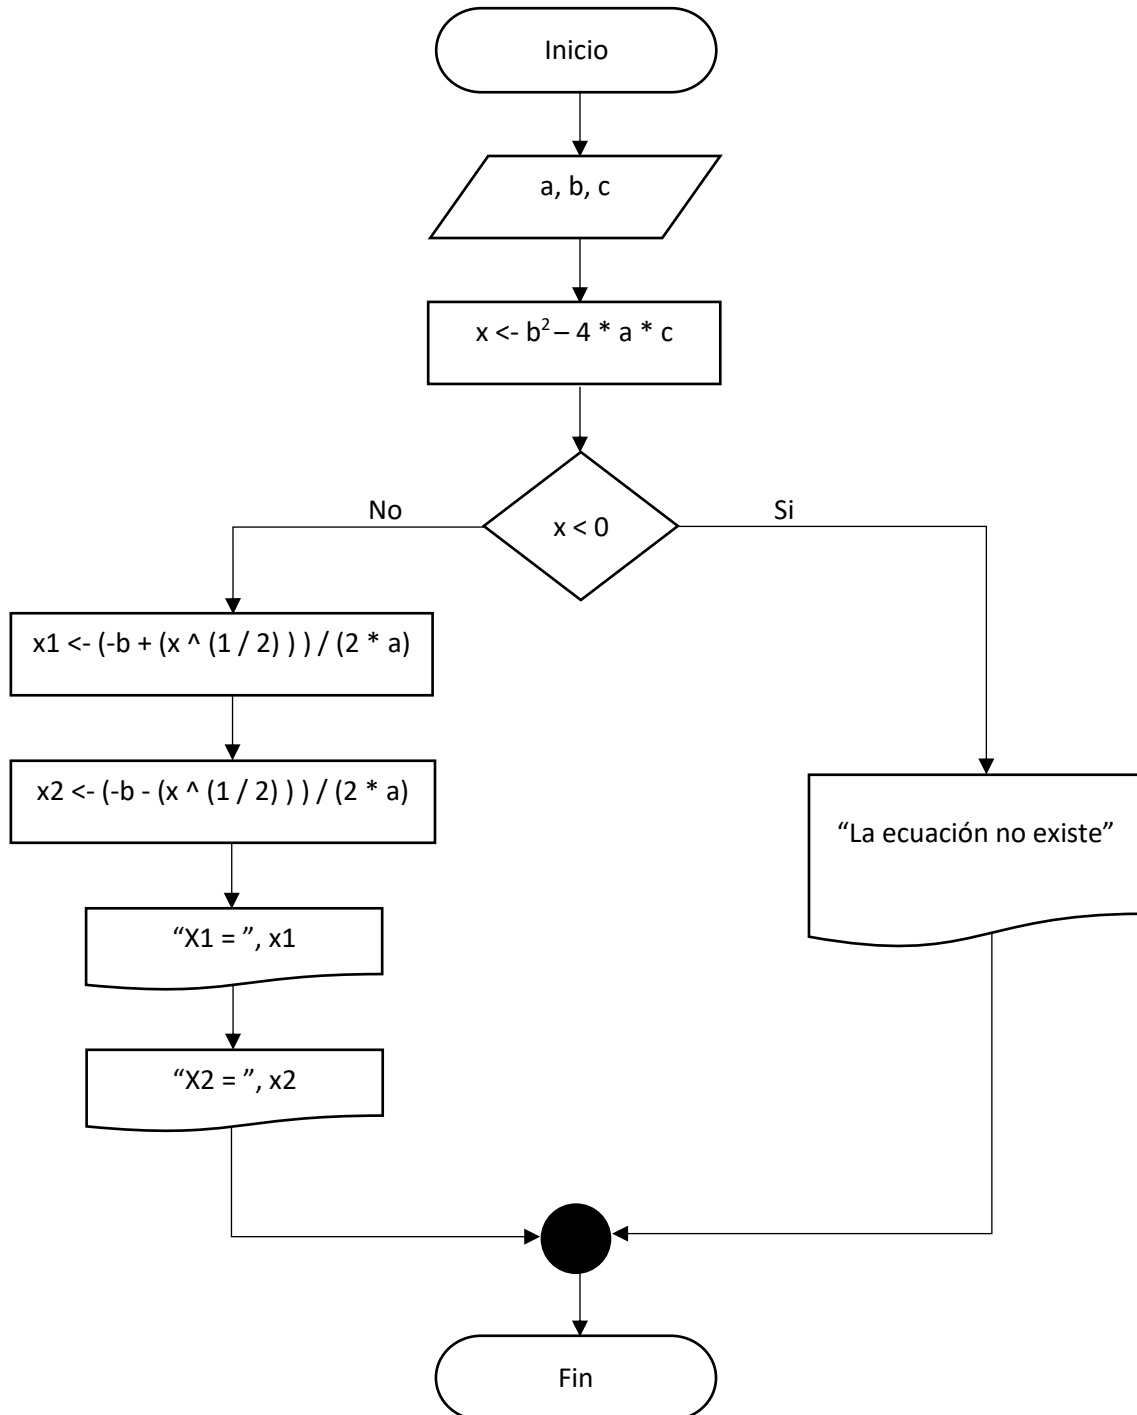 Inicio
a, b, c
x <- b² – 4 * a * c
x < 0
No
Si
x1 <- (-b + (x ^ (1 / 2) ) ) / (2 * a)
x2 <- (-b - (x ^ (1 / 2) ) ) / (2 * a)
“La ecuación no existe”
“X1 = ”, x1
“X2 = ”, x2
Fin